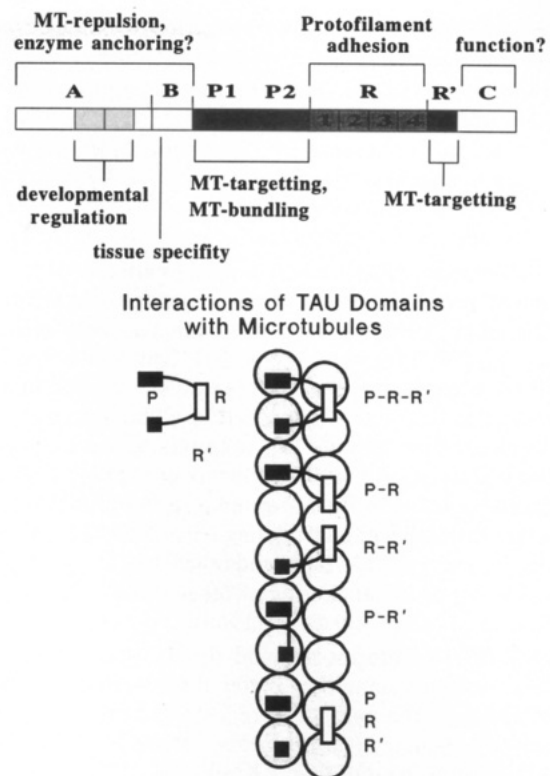 MT-repulsion,
enzyme anchoring?
Protofilament
adhesion
function?
A B P1 P2 R R' C
1 2 3 4
developmental
regulation
MT-targetting,
MT-bundling
MT-targetting
tissue specifity
Interactions of TAU Domains
with Microtubules
P R
R'
P-R-R'
P-R
R-R'
P-R'
P
R
R'